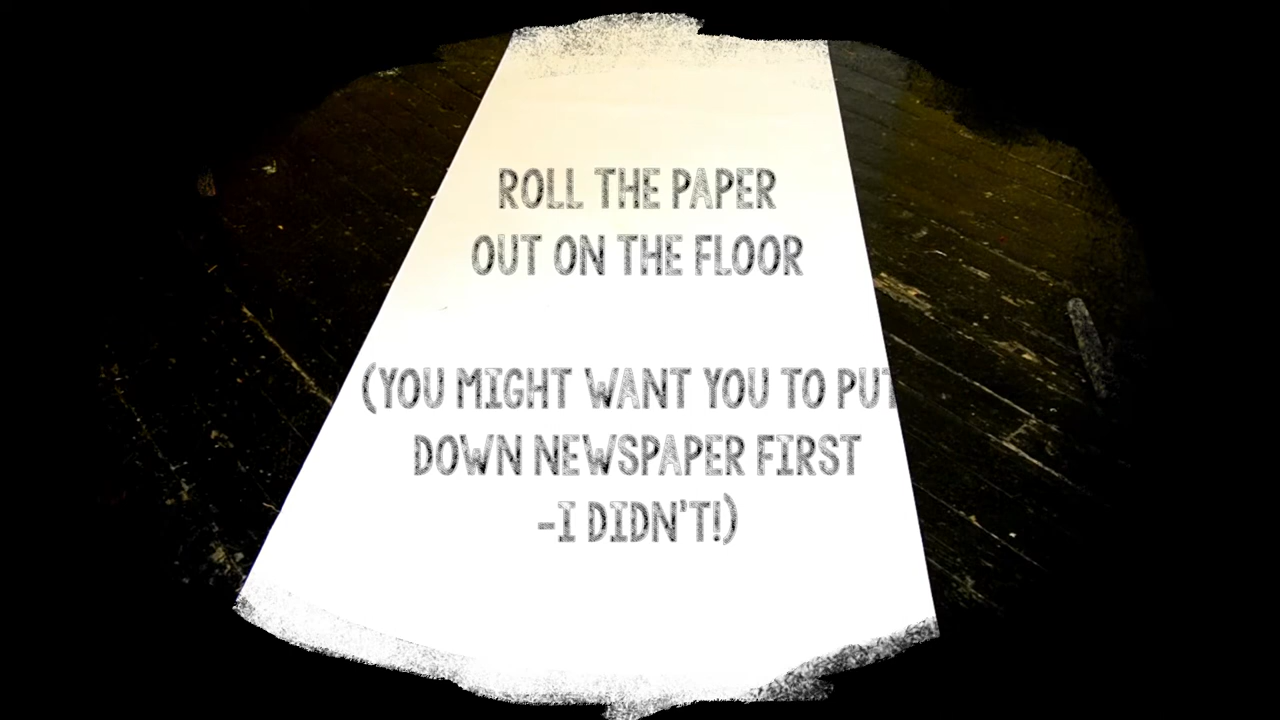 ROLL THE PAPER
OUT ON THE FLOOR
(YOU MIGHT WANT YOU TO PUT
DOWN NEWSPAPER FIRST
-I DIDN'T!)